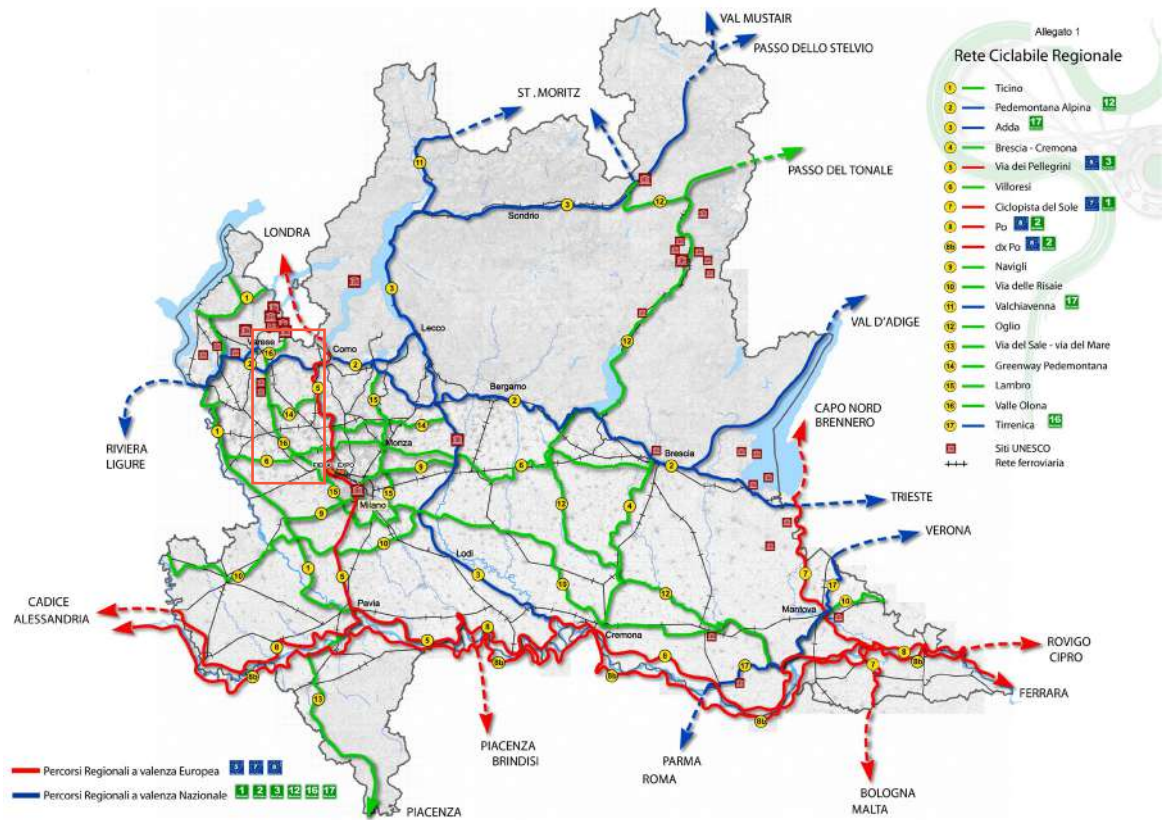 VAL MUSTAIR
PASSO DELLO STELVIO
ST . MORITZ
PASSO DEL TONALE
LONDRA
VAL D'ADIGE
RIVIERA
LIGURE
CAPO NORD
BRENNERO
TRIESTE
VERONA
CADICE
ALESSANDRIA
ROVIGO
CIPRO
FERRARA
PIACENZA
BRINDISI
PARMA
ROMA
BOLOGNA
MALTA
PIACENZA
Sondrio
Lecco
Varese
Como
Bergamo
Monza
Brescia
Milano
Lodi
Pavia
Cremona
Mantova
Allegato 1
Rete Ciclabile Regionale
1 Ticino
2 Pedemontana Alpina 12
3 Adda 17
4 Brescia - Cremona
5 Via dei Pellegrini 3
6 Villoresi
7 Ciclopista del Sole 7 1
8 Po 8 2
8b dx Po 8 2
9 Navigli
10 Via delle Risaie
11 Valchiavenna 17
12 Oglio
13 Via del Sale - via del Mare
14 Greenway Pedemontana
15 Lambro
16 Valle Olona
17 Tirrenica 16
Siti UNESCO
Rete ferroviaria
Percorsi Regionali a valenza Europea 7 8
Percorsi Regionali a valenza Nazionale 1 2 3 12 16 17